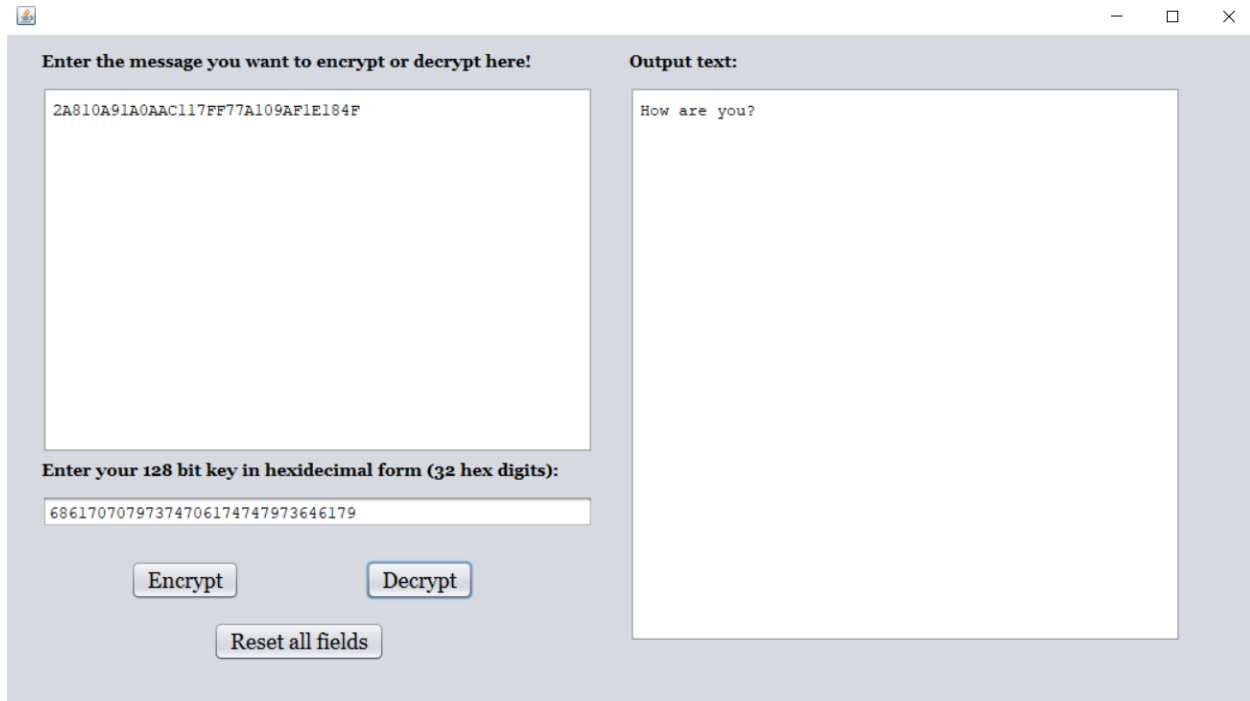 Enter the message you want to encrypt or decrypt here!
2A810A91A0AAC117FF77A109AF1E184F
Enter your 128 bit key in hexidecimal form (32 hex digits):
68617070797374706174747973646179
Encrypt
Decrypt
Reset all fields
Output text:
How are you?